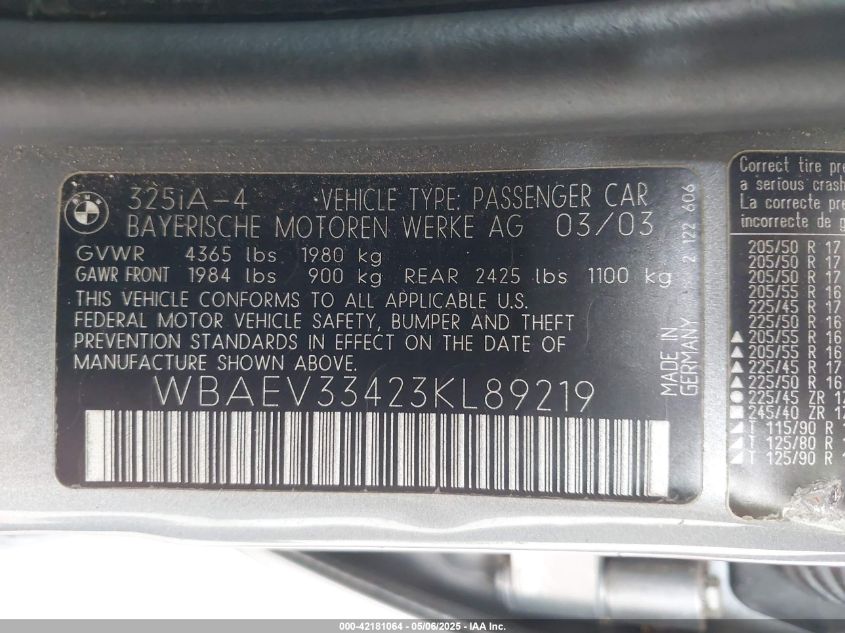 BMW
325iA-4 VEHICLE TYPE: PASSENGER CAR
BAYERISCHE MOTOREN WERKE AG 03/03
GVWR 4365 lbs 1980 kg
GAWR FRONT 1984 lbs 900 kg REAR 2425 lbs 1100 kg
THIS VEHICLE CONFORMS TO ALL APPLICABLE U.S.
FEDERAL MOTOR VEHICLE SAFETY, BUMPER AND THEFT
PREVENTION STANDARDS IN EFFECT ON THE DATE OF
MANUFACTURE SHOWN ABOVE.
WBAEV33423KL89219
MADE IN
GERMANY
2 122 606
Correct tire pre
a serious crash
La correcte pre
incorrecte de g
205/50 R 17
205/50 R 17
205/50 R 17
205/55 R 16
225/45 R 17
225/50 R 16
205/55 R 16
205/55 R 16
225/45 R 17
225/50 R 16
225/45 ZR 17
245/40 ZR 17
T 115/90 R
T 125/80 R
T 125/90 R
000-42181064 - 05/06/2025 - IAA Inc.